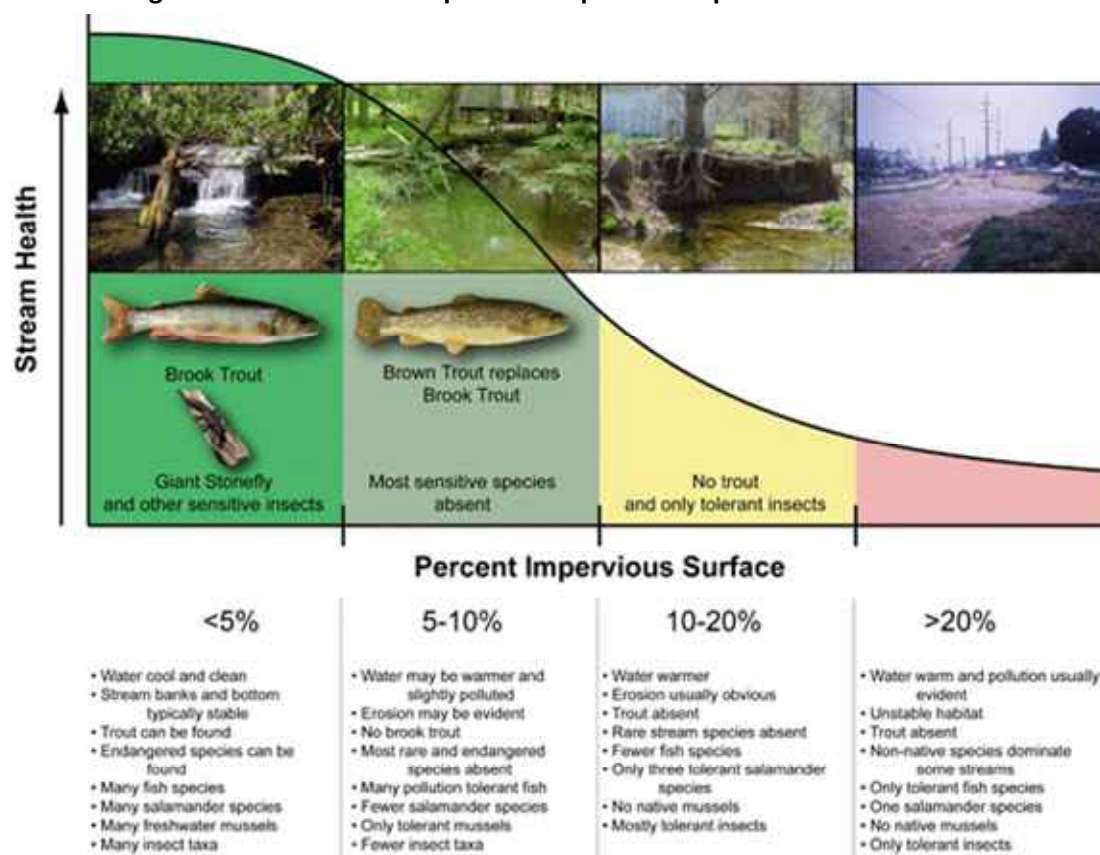 Stream Health
Brook Trout
Giant Stonefly
and other sensitive insects
Brown Trout replaces
Brook Trout
Most sensitive species
absent
No trout
and only tolerant insects
Percent Impervious Surface
<5%
• Water cool and clean
• Stream banks and bottom
typically stable
• Trout can be found
• Endangered species can be
found
• Many fish species
• Many salamander species
• Many freshwater mussels
• Many insect taxa
5-10%
• Water may be warmer and
slightly polluted
• Erosion may be evident
• No brook trout
• Most rare and endangered
species absent
• Many pollution tolerant fish
• Fewer salamander species
• Only tolerant mussels
• Fewer insect taxa
10-20%
• Water warmer
• Erosion usually obvious
• Trout absent
• Rare stream species absent
• Fewer fish species
• Only three tolerant salamander
species
• No native mussels
• Mostly tolerant insects
>20%
• Water warm and pollution usually
evident
• Unstable habitat
• Trout absent
• Non-native species dominate
some streams
• Only tolerant fish species
• One salamander species
• No native mussels
• Only tolerant insects